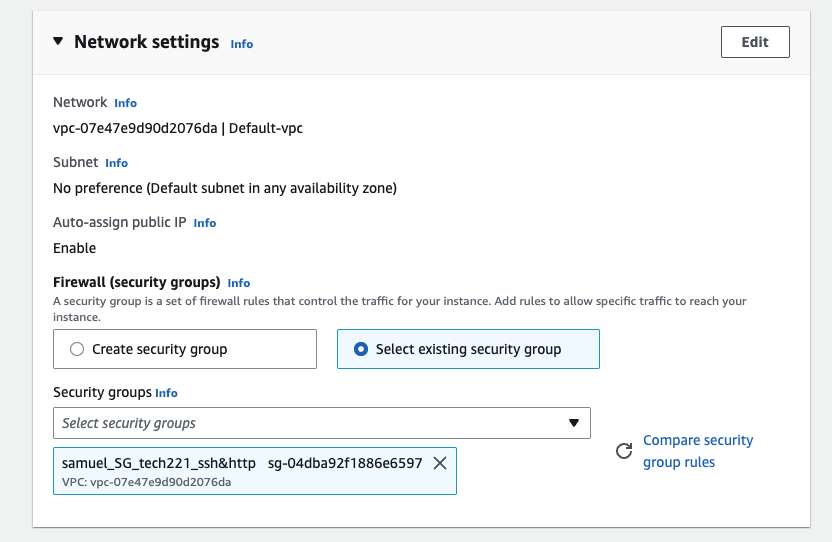 Network settings Info
Edit
Network Info
vpc-07e47e9d90d2076da | Default-vpc
Subnet Info
No preference (Default subnet in any availability zone)
Auto-assign public IP Info
Enable
Firewall (security groups) Info
A security group is a set of firewall rules that control the traffic for your instance. Add rules to allow specific traffic to reach your
instance.
Create security group
Select existing security group
Security groups Info
Select security groups
Compare security
group rules
samuel_SG_tech221_ssh&http sg-04dba92f1886e6597
VPC: vpc-07e47e9d90d2076da